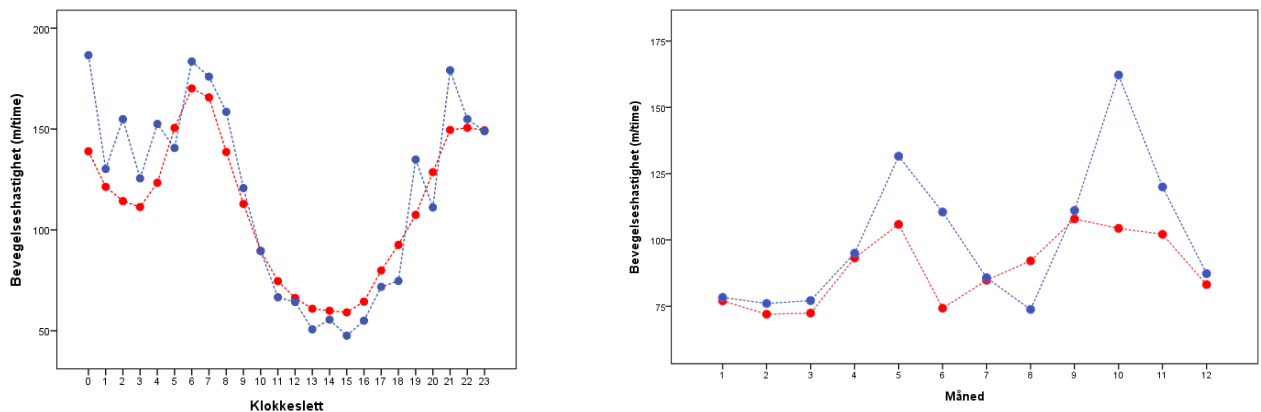 Bevegelseshastighet (m/time)
200
150
100
50
0 1 2 3 4 5 6 7 8 9 10 11 12 13 14 15 16 17 18 19 20 21 22 23
Klokkeslett
Bevegelseshastighet (m/time)
175
150
125
100
75
1 2 3 4 5 6 7 8 9 10 11 12
Måned